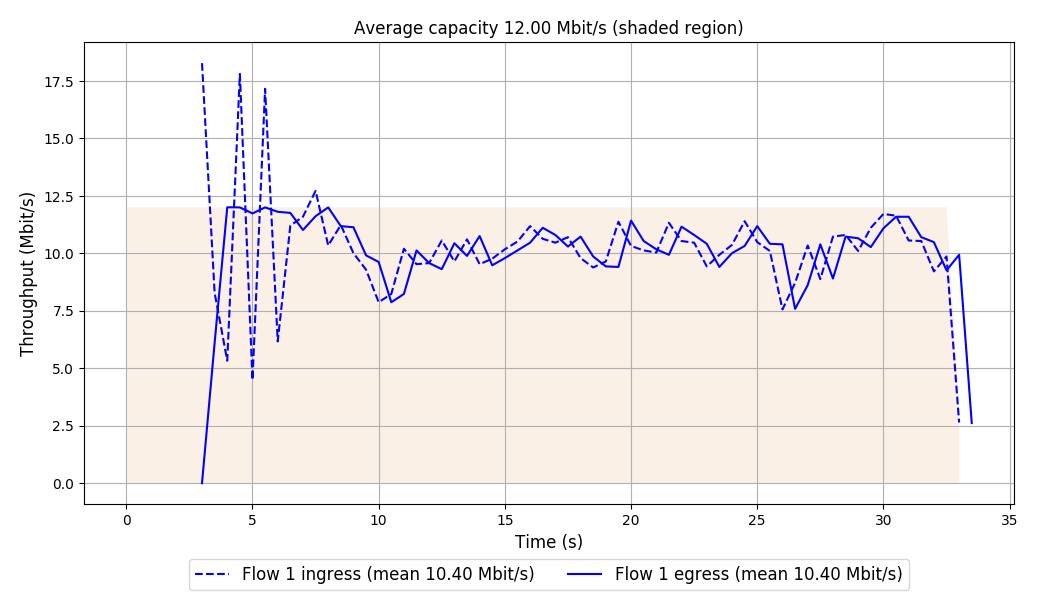 Average capacity 12.00 Mbit/s (shaded region)
Throughput (Mbit/s)
17.5
15.0
12.5
10.0
7.5
5.0
2.5
0.0
0 5 10 15 20 25 30 35
Time (s)
Flow 1 ingress (mean 10.40 Mbit/s) Flow 1 egress (mean 10.40 Mbit/s)